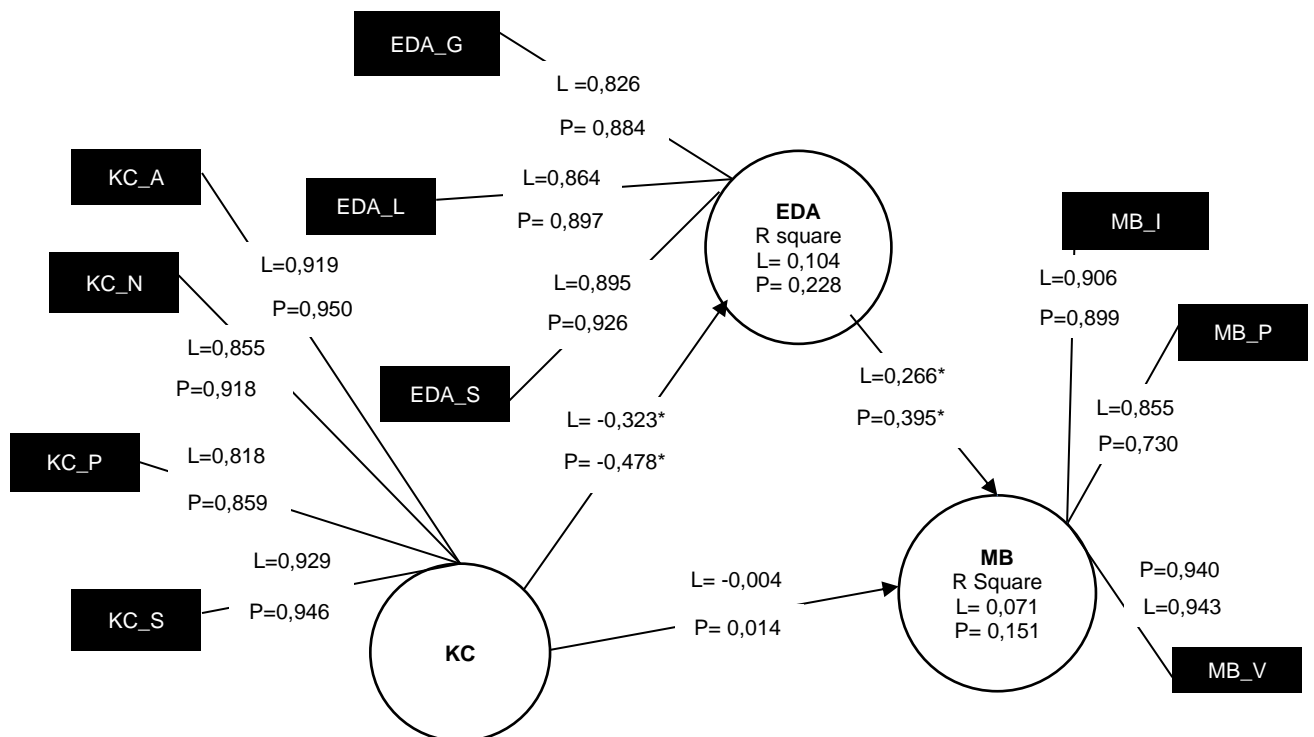 EDA_G
L =0,826
P= 0,884
KC_A
L=0,864
EDA_L
P= 0,897
EDA
R square
L= 0,104
P= 0,228
MB_I
L=0,919
KC_N
P=0,950
L=0,895
P=0,926
L=0,906
P=0,899
MB_P
L=0,855
P=0,918
EDA_S
L=0,266*
P=0,395*
L=0,855
P=0,730
L= -0,323*
P= -0,478*
KC_P
L=0,818
P=0,859
L=0,929
KC_S
P=0,946
KC
L= -0,004
P= 0,014
MB
R Square
L= 0,071
P= 0,151
P=0,940
L=0,943
MB_V